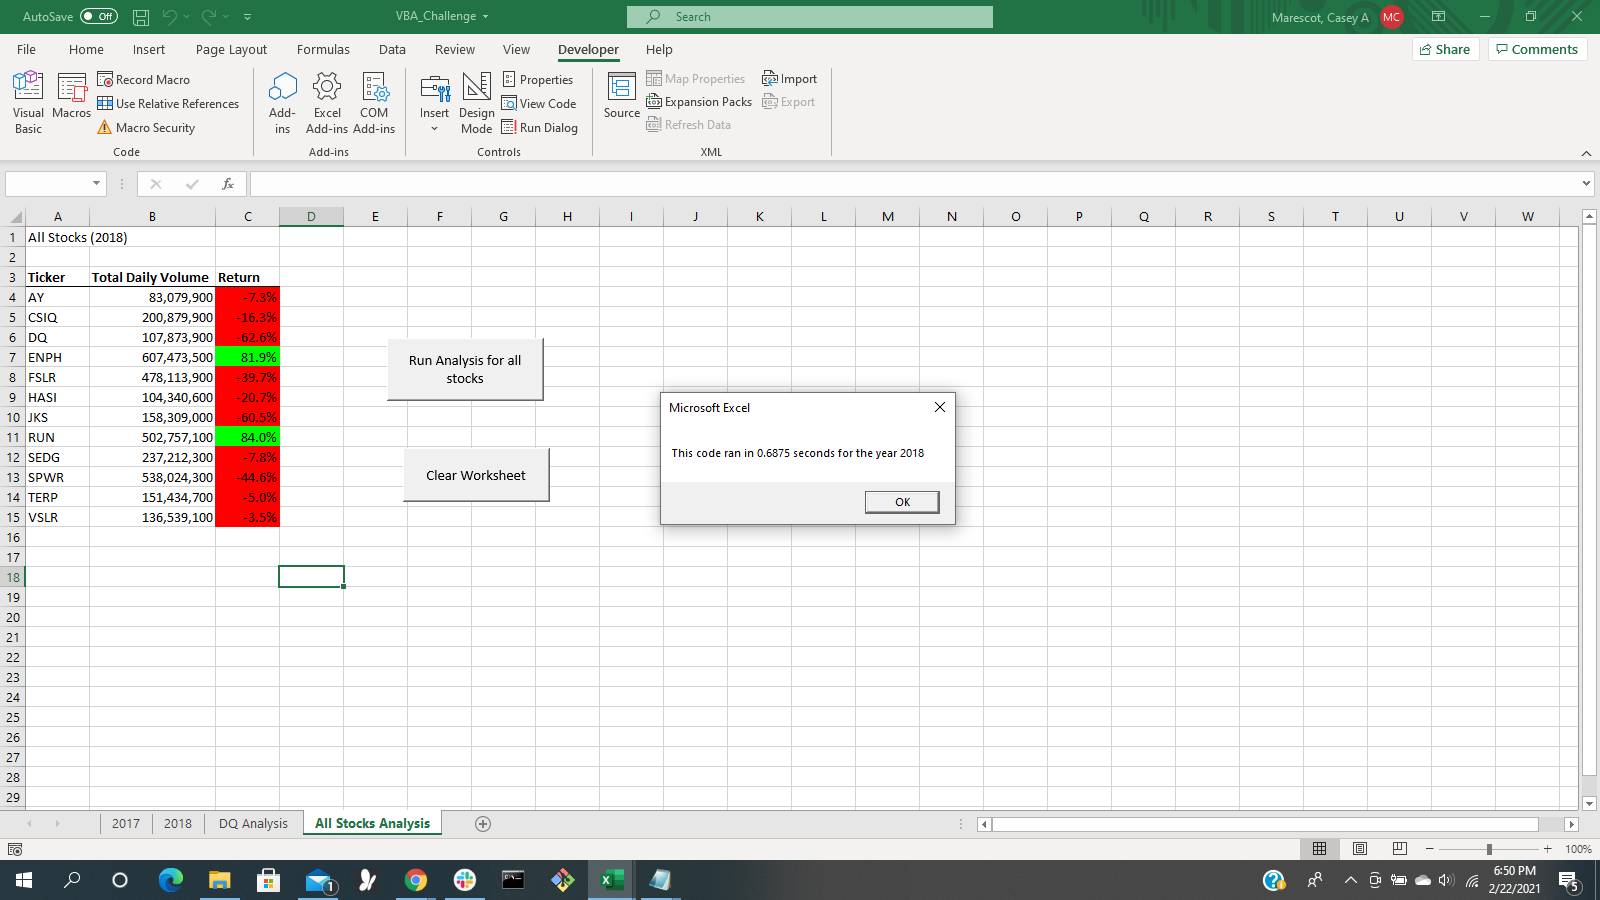 AutoSave Off VBA_Challenge Search Marescot, Casey A MC
File Home Insert Page Layout Formulas Data Review View Developer Help Share Comments
Visual Basic
Macros
Record Macro
Use Relative References
Macro Security
Code
Add-ins
Excel Add-ins
COM Add-ins
Add-ins
Insert
Design Mode
Properties
View Code
Run Dialog
Controls
Source
Map Properties
Expansion Packs
Refresh Data
Import
Export
XML
fx
A B C D E F G H I J K L M N O P Q R S T U V W
1 All Stocks (2018)
2
3 Ticker Total Daily Volume Return
4 AY 83,079,900 -7.3%
5 CSIQ 200,879,900 -16.3%
6 DQ 107,873,900 -62.6%
7 ENPH 607,473,500 81.9%
8 FSLR 478,113,900 -39.7%
9 HASI 104,340,600 -20.7%
10 JKS 158,309,000 -60.5%
11 RUN 502,757,100 84.0%
12 SEDG 237,212,300 -7.8%
13 SPWR 538,024,300 -44.6%
14 TERP 151,434,700 -5.0%
15 VSLR 136,539,100 -3.5%
16
17
18
19
20
21
22
23
24
25
26
27
28
29
Run Analysis for all
stocks
Clear Worksheet
Microsoft Excel
This code ran in 0.6875 seconds for the year 2018
OK
2017 2018 DQ Analysis All Stocks Analysis
100%
1
6:50 PM
2/22/2021
5